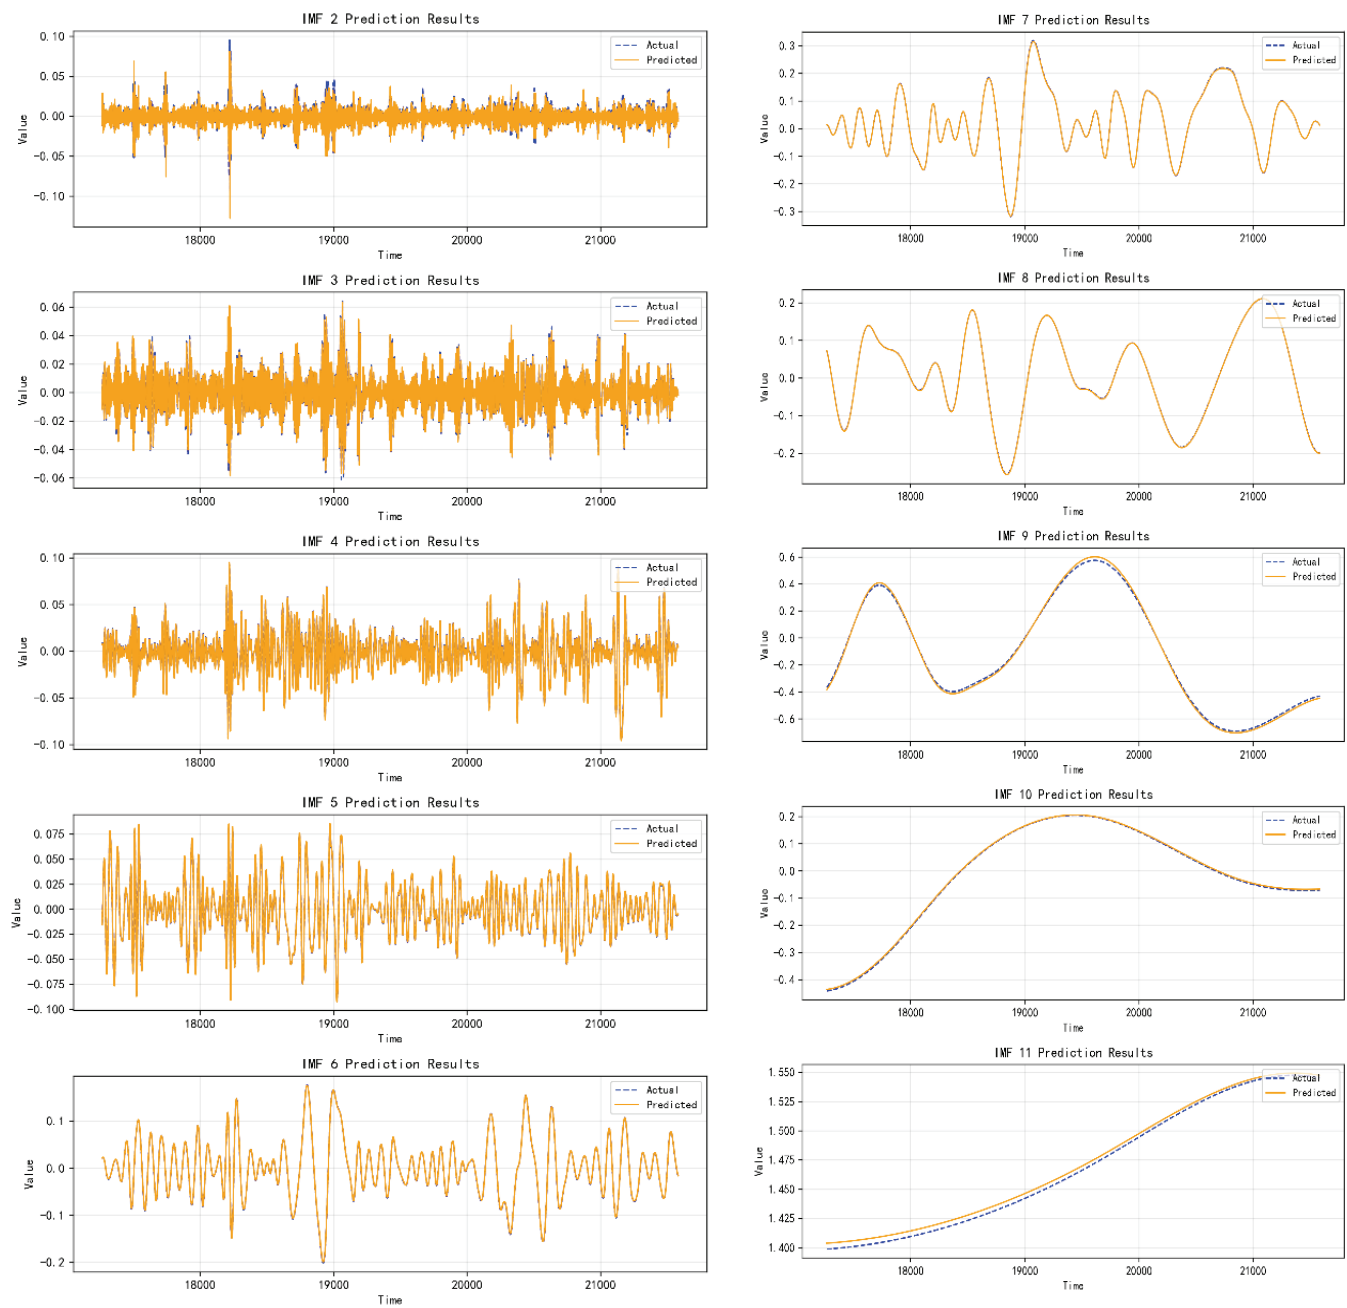 IMF 2 Prediction Results
0.10
0.05
0.00
-0.05
-0.10
Value
Actual
Predicted
18000 19000 20000 21000
Time
IMF 3 Prediction Results
0.06
0.04
0.02
0.00
-0.02
-0.04
-0.06
Value
Actual
Predicted
18000 19000 20000 21000
Time
IMF 4 Prediction Results
0.10
0.05
0.00
-0.05
-0.10
Value
Actual
Predicted
18000 19000 20000 21000
Time
IMF 5 Prediction Results
0.075
0.050
0.025
0.000
-0.025
-0.050
-0.075
-0.100
Value
Actual
Predicted
18000 19000 20000 21000
Time
IMF 6 Prediction Results
0.1
0.0
-0.1
-0.2
Value
Actual
Predicted
18000 19000 20000 21000
Time
IMF 7 Prediction Results
0.3
0.2
0.1
0.0
-0.1
-0.2
-0.3
Value
Actual
Predicted
18000 19000 20000 21000
Time
IMF 8 Prediction Results
0.2
0.1
0.0
-0.1
-0.2
Value
Actual
Predicted
18000 19000 20000 21000
Time
IMF 9 Prediction Results
0.6
0.4
0.2
0.0
-0.2
-0.4
-0.6
Value
Actual
Predicted
18000 19000 20000 21000
Time
IMF 10 Prediction Results
0.2
0.1
0.0
-0.1
-0.2
-0.3
-0.4
Value
Actual
Predicted
18000 19000 20000 21000
Time
IMF 11 Prediction Results
1.550
1.525
1.500
1.475
1.450
1.425
1.400
Value
Actual
Predicted
18000 19000 20000 21000
Time